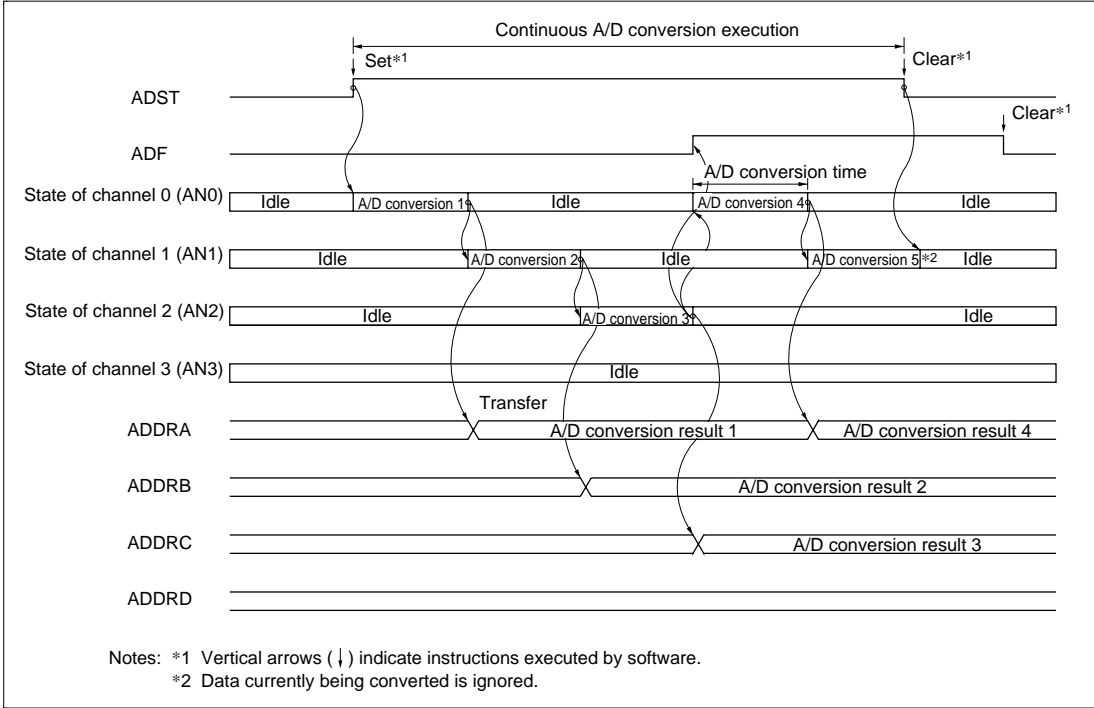 Continuous A/D conversion execution
Set*1
Clear*1
ADST
Clear*1
ADF
A/D conversion time
State of channel 0 (AN0)
Idle
A/D conversion 1
Idle
A/D conversion 4
Idle
State of channel 1 (AN1)
Idle
A/D conversion 2
Idle
A/D conversion 5
*2
Idle
State of channel 2 (AN2)
Idle
A/D conversion 3
Idle
State of channel 3 (AN3)
Idle
Transfer
ADDRA
A/D conversion result 1
A/D conversion result 4
ADDRB
A/D conversion result 2
ADDRC
A/D conversion result 3
ADDRD
Notes: *1 Vertical arrows (↓) indicate instructions executed by software.
*2 Data currently being converted is ignored.